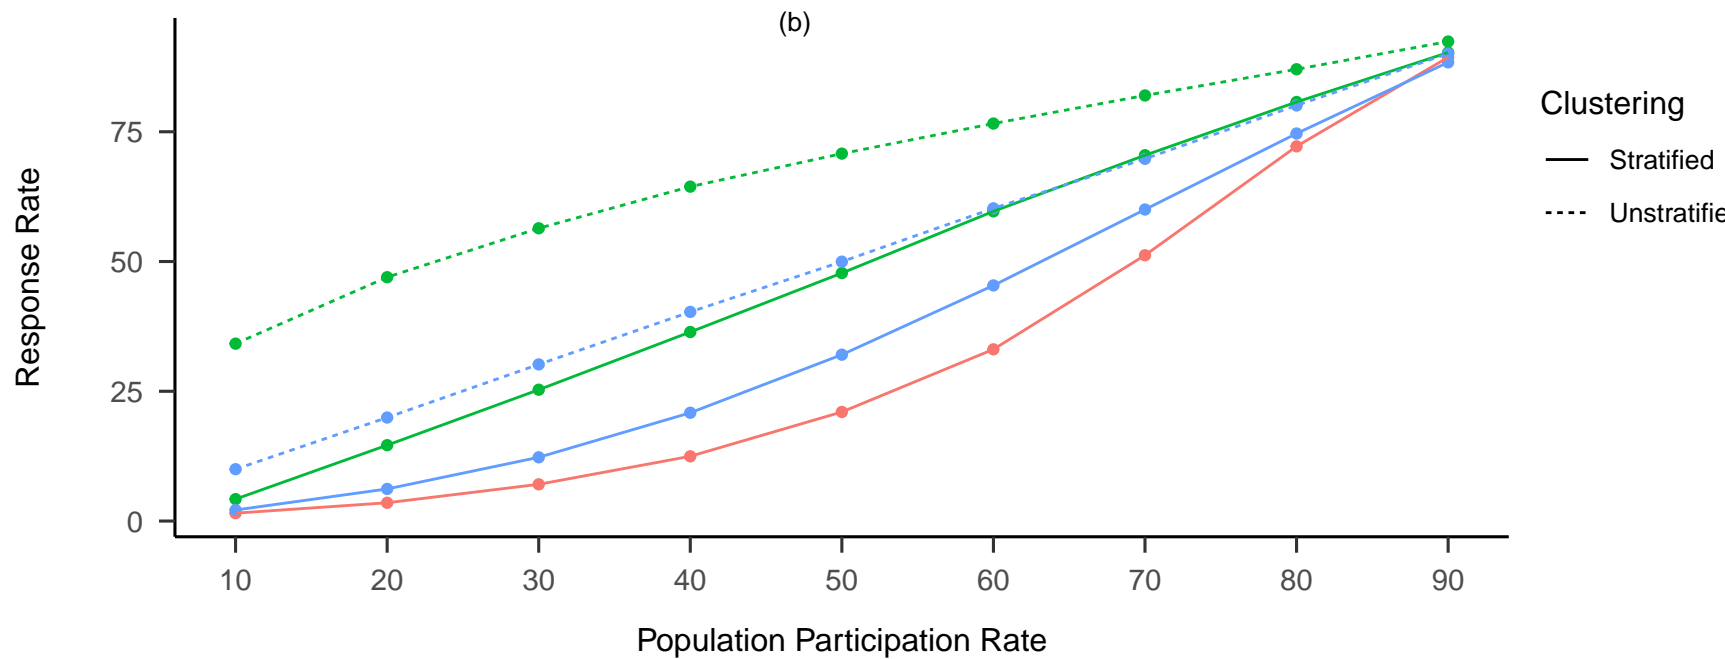 (b)
Response Rate
75
50
25
0
10 20 30 40 50 60 70 80 90
Population Participation Rate
Clustering
Stratified
Unstratifie